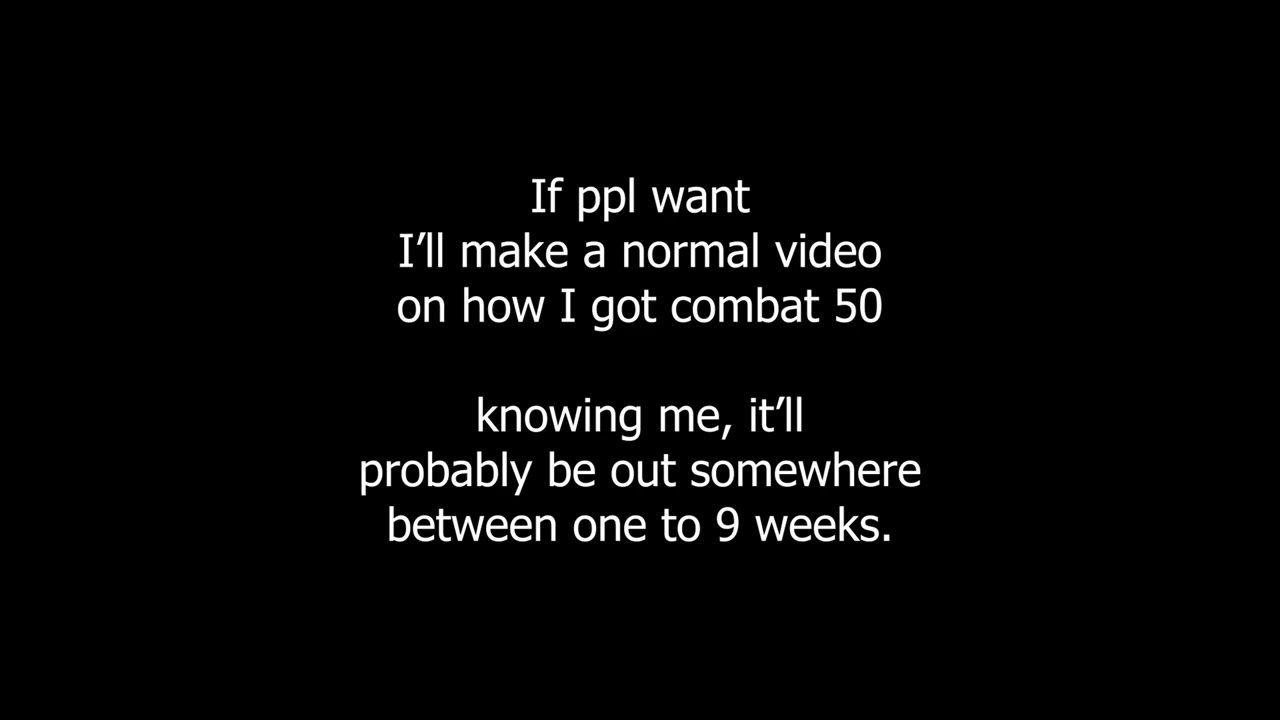 If ppl want
I’ll make a normal video
on how I got combat 50
knowing me, it’ll
probably be out somewhere
between one to 9 weeks.